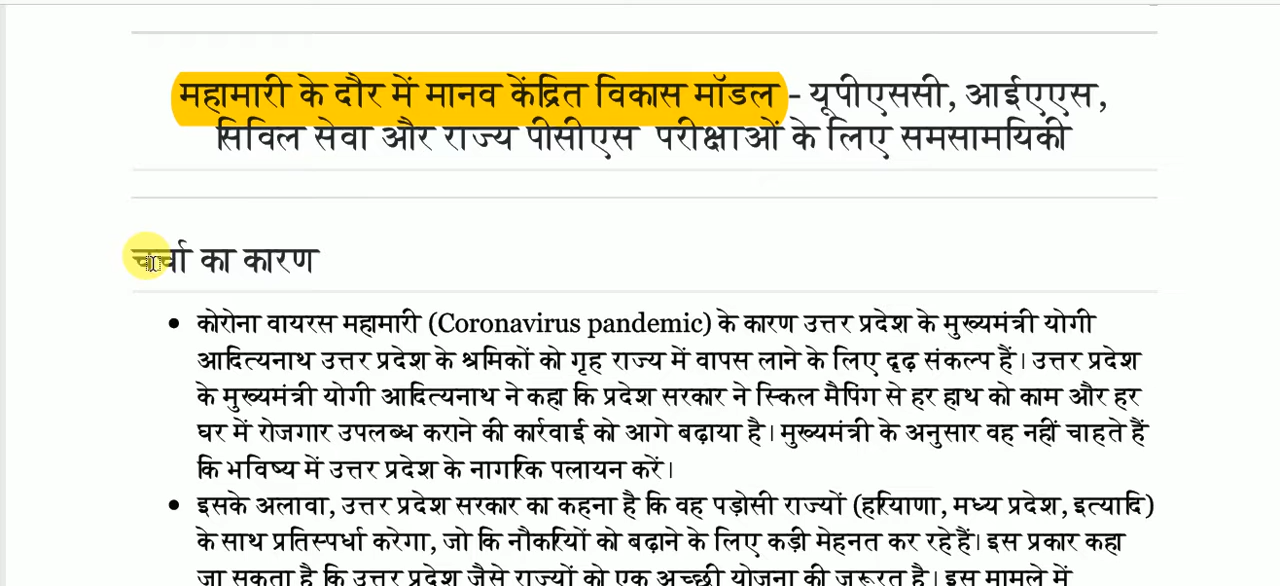 महामारी के दौर में मानव केंद्रित विकास मॉडल - यूपीएससी, आईएएस,
सिविल सेवा और राज्य पीसीएस परीक्षाओं के लिए समसामयिकी
चर्चा का कारण
• कोरोना वायरस महामारी (Coronavirus pandemic) के कारण उत्तर प्रदेश के मुख्यमंत्री योगी
आदित्यनाथ उत्तर प्रदेश के श्रमिकों को गृह राज्य में वापस लाने के लिए दृढ़ संकल्प हैं। उत्तर प्रदेश
के मुख्यमंत्री योगी आदित्यनाथ ने कहा कि प्रदेश सरकार ने स्किल मैपिंग से हर हाथ को काम और हर
घर में रोजगार उपलब्ध कराने की कार्रवाई को आगे बढ़ाया है। मुख्यमंत्री के अनुसार वह नहीं चाहते हैं
कि भविष्य में उत्तर प्रदेश के नागरिक पलायन करें।
• इसके अलावा, उत्तर प्रदेश सरकार का कहना है कि वह पड़ोसी राज्यों (हरियाणा, मध्य प्रदेश, इत्यादि)
के साथ प्रतिस्पर्धा करेगा, जो कि नौकरियों को बढ़ाने के लिए कड़ी मेहनत कर रहे हैं। इस प्रकार कहा
जा सकता है कि उत्तर प्रदेश जैसे राज्यों को एक अच्छी योजना की जरूरत है। इस मामले में